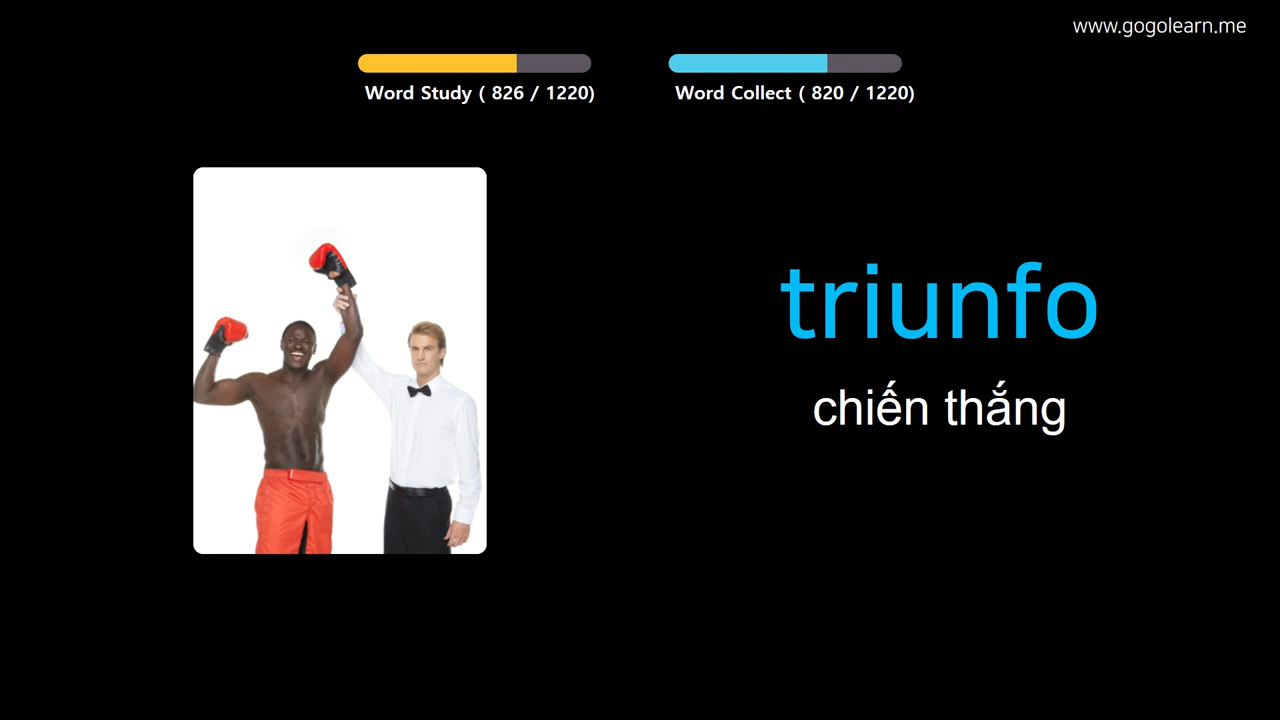 www.gogolearn.me
Word Study ( 826 / 1220)
Word Collect ( 820 / 1220)
triunfo
chiến thắng